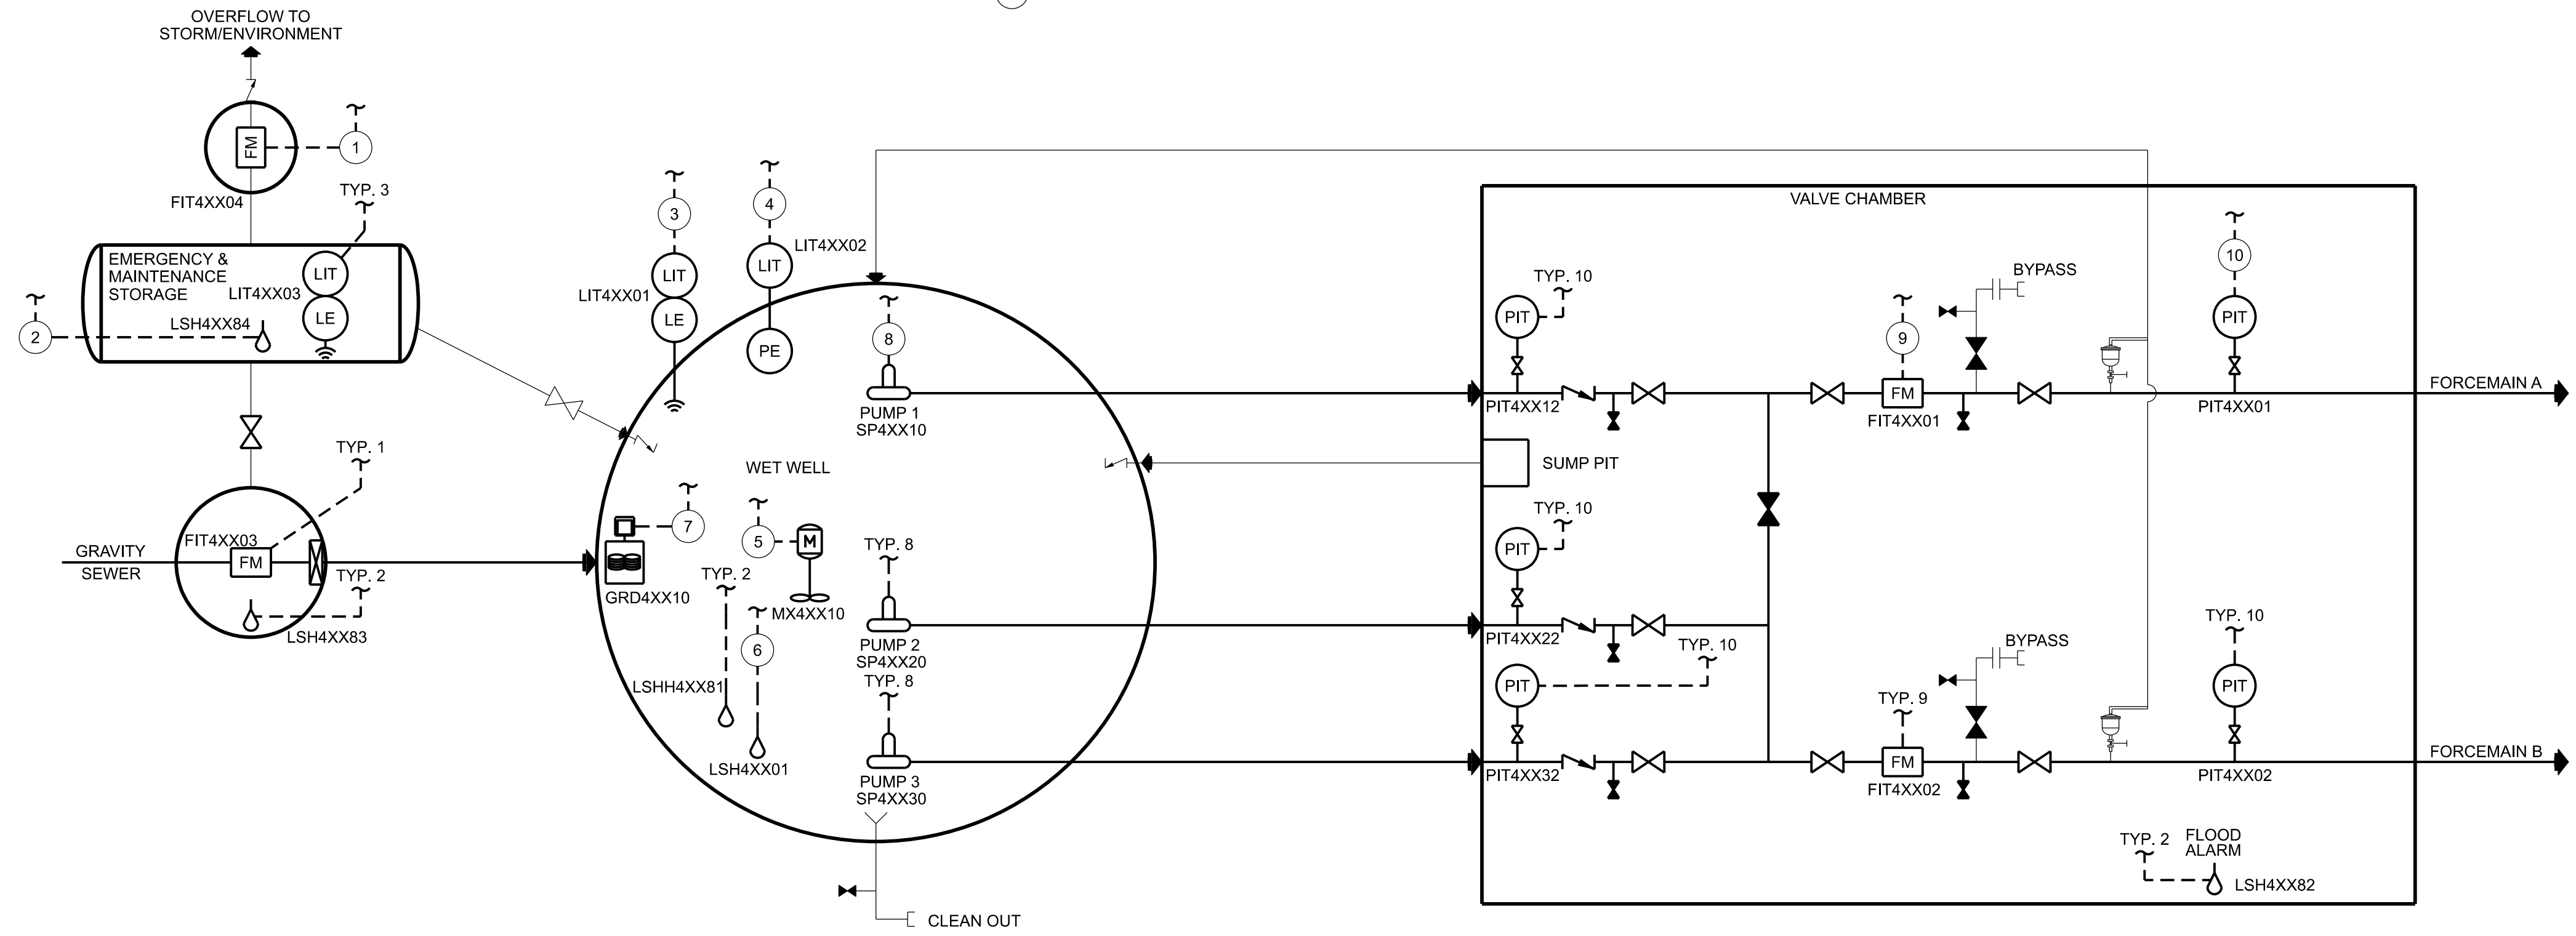 OVERFLOW TO
STORM/ENVIRONMENT
FM
1
FIT4XX04
TYP. 3
EMERGENCY &
MAINTENANCE
STORAGE
LIT
LIT4XX03
LE
LSH4XX84
2
TYP. 1
FIT4XX03
GRAVITY
SEWER
FM
TYP. 2
LSH4XX83
3
LIT
LIT4XX01
LE
4
LIT
LIT4XX02
PE
8
PUMP 1
SP4XX10
WET WELL
7
GRD4XX10
5
M
MX4XX10
TYP. 2
LSHH4XX81
6
LSH4XX01
TYP. 8
PUMP 2
SP4XX20
TYP. 8
PUMP 3
SP4XX30
CLEAN OUT
VALVE CHAMBER
TYP. 10
PIT
PIT4XX12
9
FM
FIT4XX01
BYPASS
10
PIT
PIT4XX01
FORCEMAIN A
SUMP PIT
TYP. 10
PIT
PIT4XX22
TYP. 10
PIT
PIT4XX32
TYP. 9
FM
FIT4XX02
BYPASS
TYP. 10
PIT
PIT4XX02
FORCEMAIN B
TYP. 2
FLOOD
ALARM
LSH4XX82